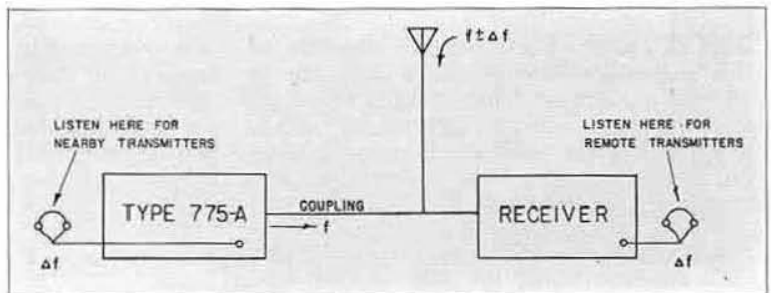 f ± Δf
LISTEN HERE FOR
NEARBY TRANSMITTERS
LISTEN HERE FOR
REMOTE TRANSMITTERS
TYPE 775-A
COUPLING
f
RECEIVER
Δf
Δf